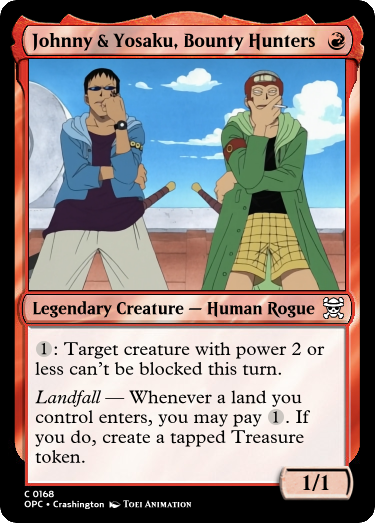 Johnny & Yosaku, Bounty Hunters
Legendary Creature — Human Rogue
1: Target creature with power 2 or
less can't be blocked this turn.
Landfall — Whenever a land you
control enters, you may pay 1. If
you do, create a tapped Treasure
token.
1/1
C 0168
OPC • Crashington TOEI ANIMATION